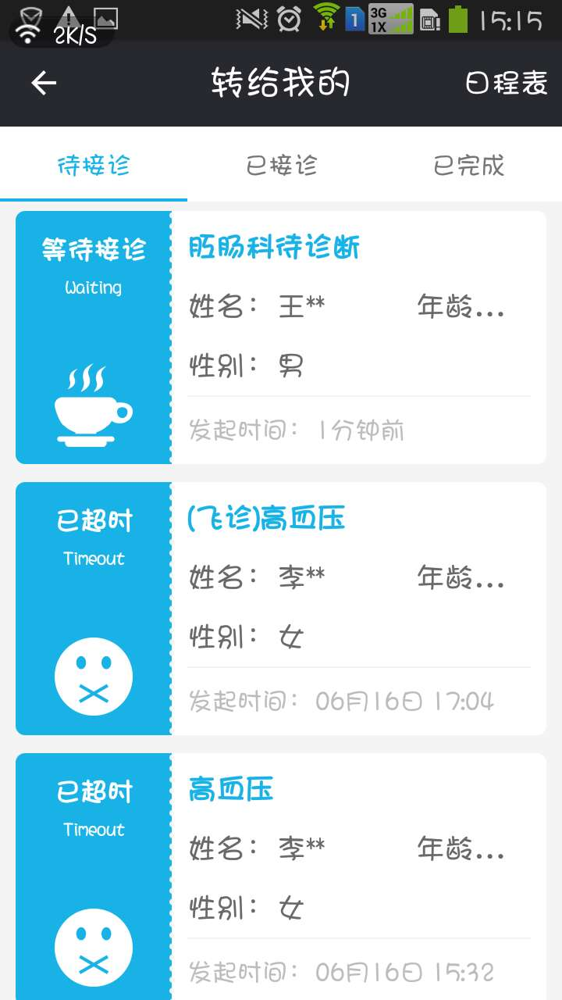 2K/S
1
3G
1X
15:15
转给我的
日程表
待接诊
已接诊
已完成
等待接诊
Waiting
肛肠科待诊断
姓名： 王** 年龄...
性别： 男
发起时间： 1分钟前
已超时
Timeout
(飞诊)高血压
姓名： 李** 年龄...
性别： 女
发起时间： 06月16日 17:04
已超时
Timeout
高血压
姓名： 李** 年龄...
性别： 女
发起时间： 06月16日 15:32